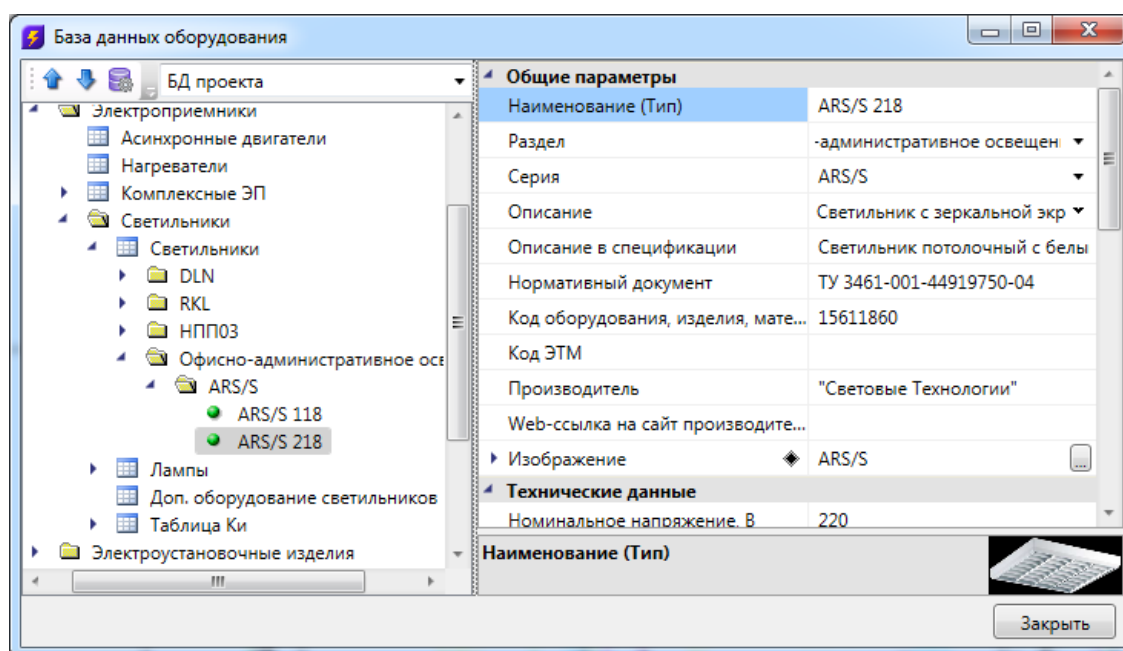 База данных оборудования
БД проекта
Электроприемники
Асинхронные двигатели
Нагреватели
Комплексные ЭП
Светильники
Светильники
DLN
RKL
НПП03
Офисно-административное осв
ARS/S
ARS/S 118
ARS/S 218
Лампы
Доп. оборудование светильников
Таблица Ки
Электроустановочные изделия
Общие параметры
Наименование (Тип) ARS/S 218
Раздел -административное освещен
Серия ARS/S
Описание Светильник с зеркальной экр
Описание в спецификации Светильник потолочный с белы
Нормативный документ ТУ 3461-001-44919750-04
Код оборудования, изделия, мате... 15611860
Код ЭТМ
Производитель "Световые Технологии"
Web-ссылка на сайт производите...
Изображение ARS/S ...
Технические данные
Номинальное напряжение, В 220
Наименование (Тип)
Закрыть